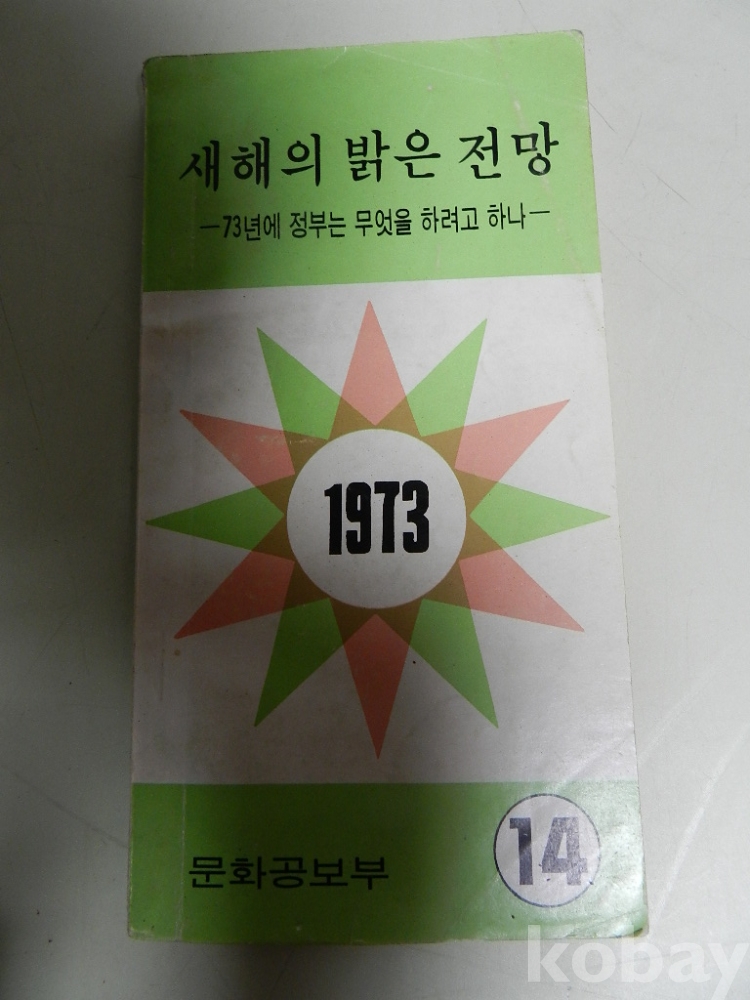 새해의 밝은 전망
—73년에 정부는 무엇을 하려고 하나—
1973
문화공보부
14
kobay